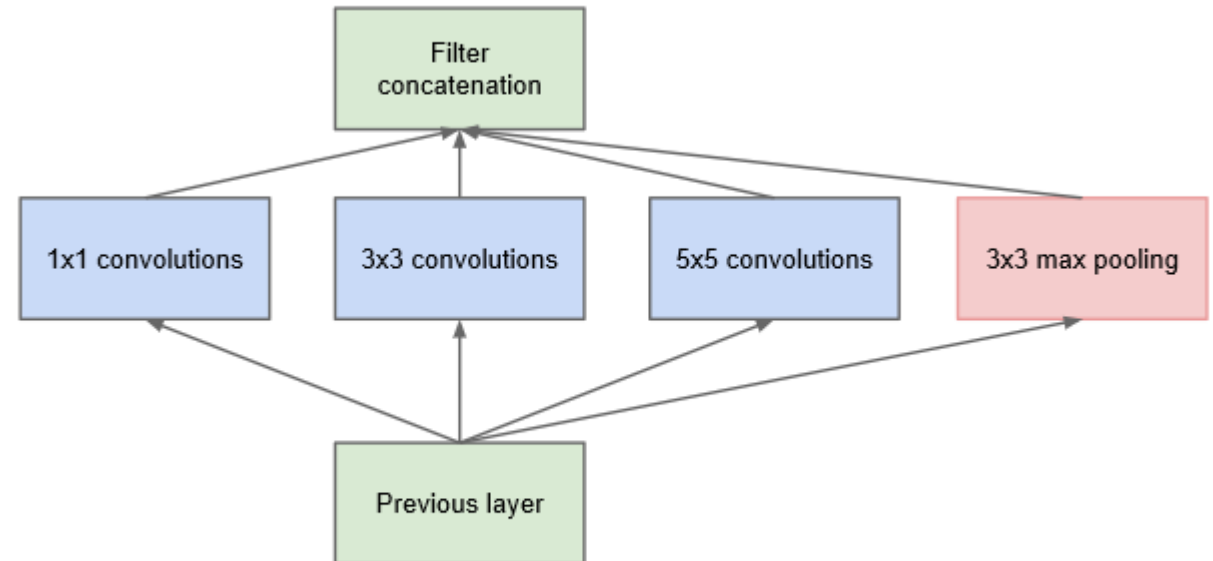 Filter
concatenation
1x1 convolutions
3x3 convolutions
5x5 convolutions
3x3 max pooling
Previous layer